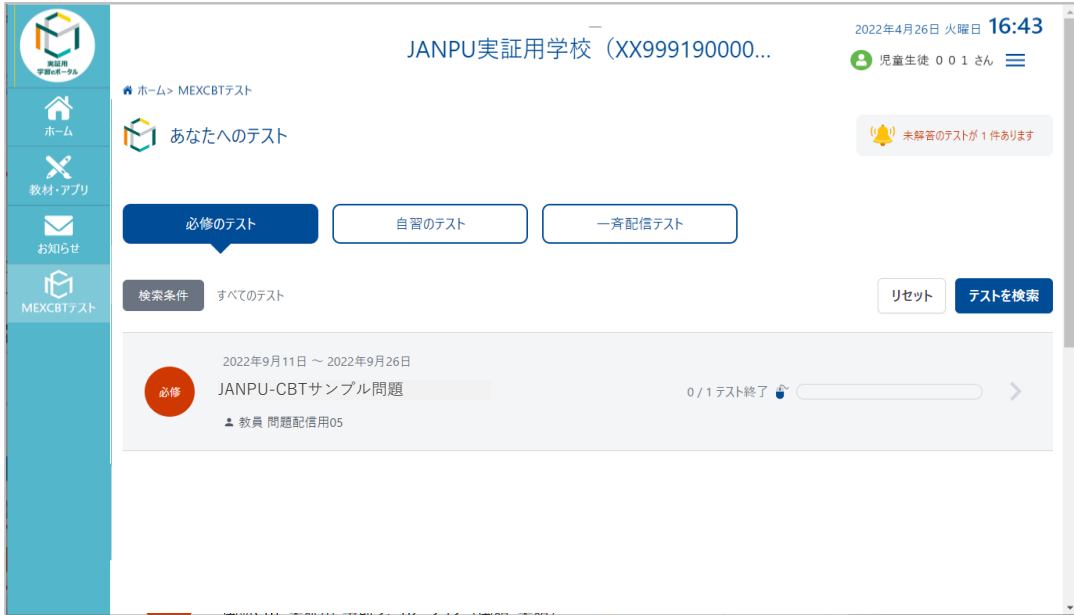 実証用
学習eポータル
JANPU実証用学校（XX999190000...
2022年4月26日 火曜日 16:43
児童生徒 ００１ さん
ホーム
教材・アプリ
お知らせ
MEXCBTテスト
ホーム> MEXCBTテスト
あなたへのテスト
未解答のテストが 1 件あります
必修のテスト
自習のテスト
一斉配信テスト
検索条件 すべてのテスト
リセット テストを検索
2022年9月11日 ～ 2022年9月26日
必修
JANPU-CBTサンプル問題
0 / 1 テスト終了
教員 問題配信用05